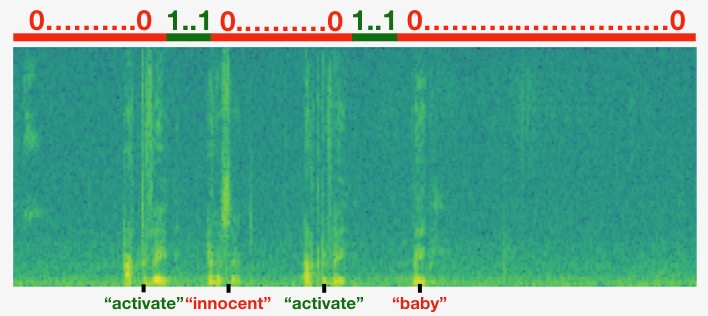 0..........0 1..1 0..........0 1..1 0...........................0
“activate” “innocent” “activate” “baby”